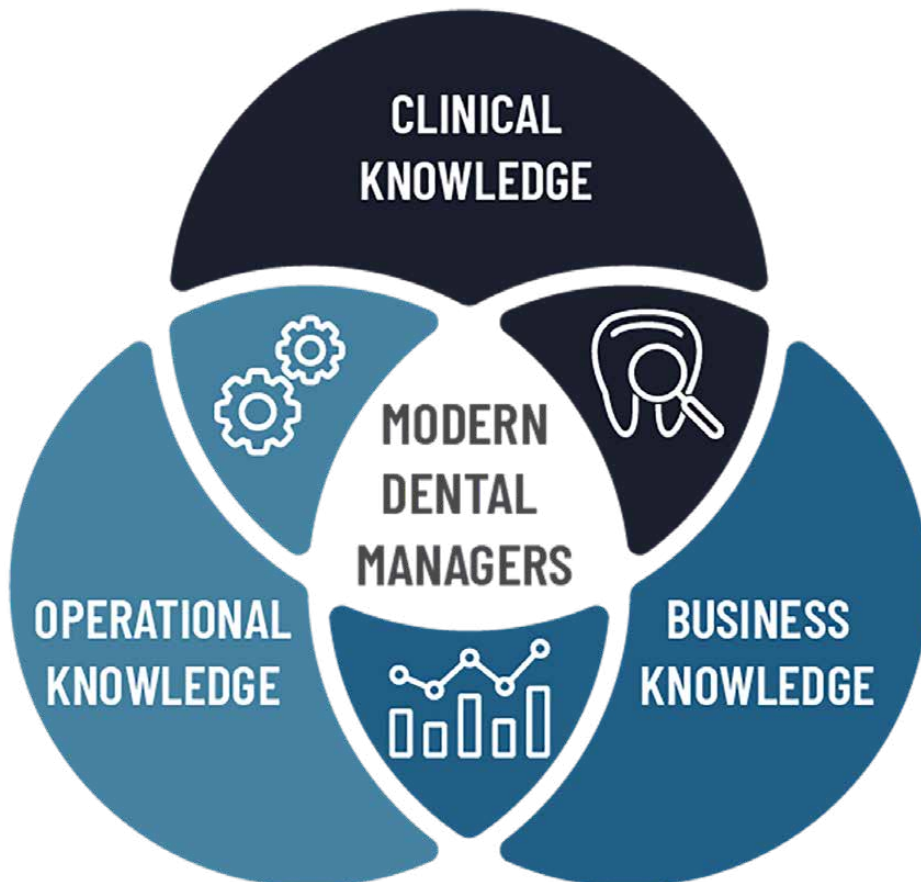 CLINICAL
KNOWLEDGE
MODERN
DENTAL
MANAGERS
OPERATIONAL
KNOWLEDGE
BUSINESS
KNOWLEDGE